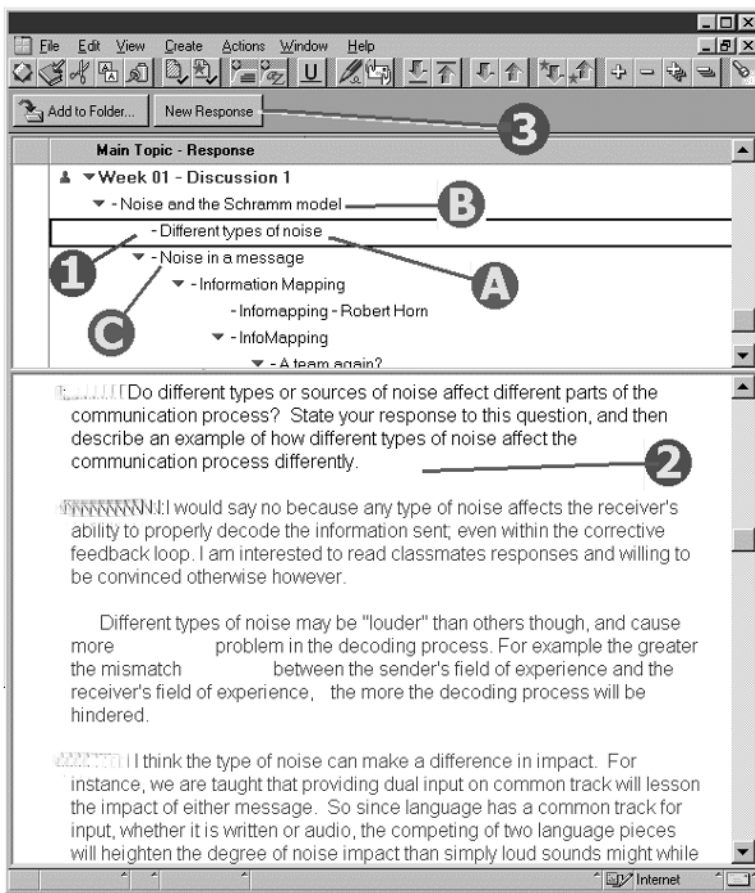 File Edit View Create Actions Window Help
U
Add to Folder... New Response
3
Main Topic - Response
Week 01 - Discussion 1
- Noise and the Schramm model
B
- Different types of noise
1
- Noise in a message
A
C
- Information Mapping
- Infomapping - Robert Horn
- InfoMapping
- A team again?
Do different types or sources of noise affect different parts of the
communication process? State your response to this question, and then
describe an example of how different types of noise affect the
communication process differently.
2
I would say no because any type of noise affects the receiver's
ability to properly decode the information sent; even within the corrective
feedback loop. I am interested to read classmates responses and willing to
be convinced otherwise however.
Different types of noise may be "louder" than others though, and cause
more problem in the decoding process. For example the greater
the mismatch between the sender's field of experience and the
receiver's field of experience, the more the decoding process will be
hindered.
I think the type of noise can make a difference in impact. For
instance, we are taught that providing dual input on common track will lesson
the impact of either message. So since language has a common track for
input, whether it is written or audio, the competing of two language pieces
will heighten the degree of noise impact than simply loud sounds might while
Internet